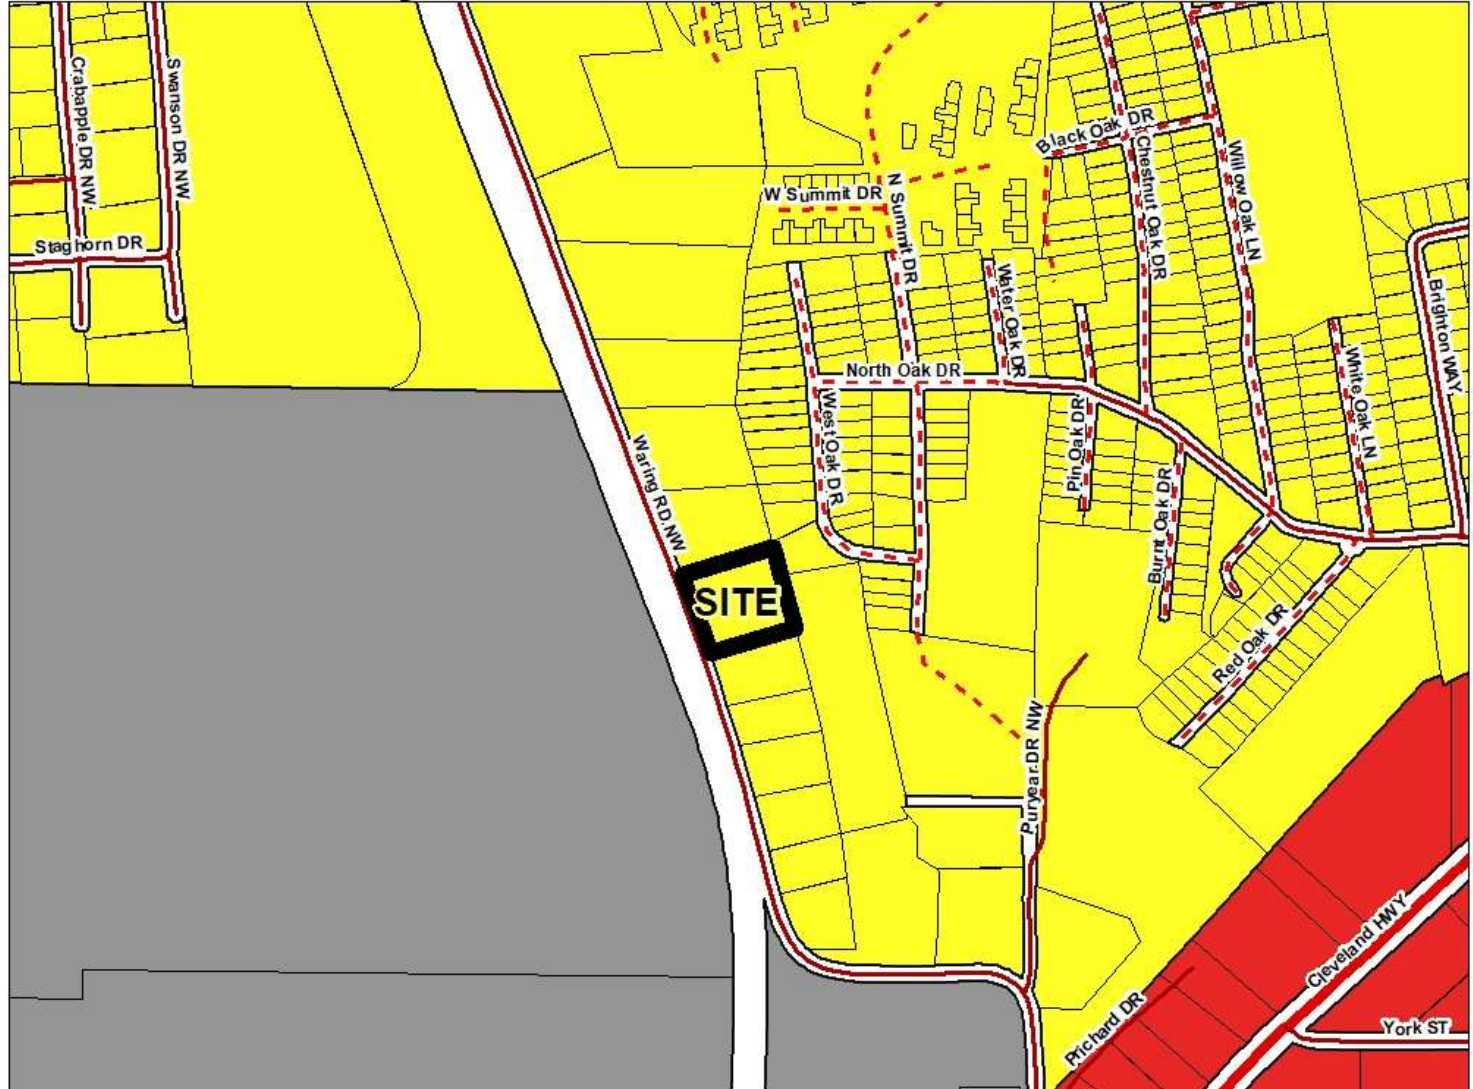 Crabapple DR NW
Swanson DR NW
Staghorn DR
Black Oak DR
Chestnut Oak DR
Willow Oak LN
W Summit DR
N Summit DR
Water Oak DR
Brighton WAY
North Oak DR
White Oak LN
West Oak DR
Pin Oak DR
Waring RD NW
Burnt Oak DR
SITE
Red Oak DR
Puryear DR NW
Cleveland HWY
Prichard DR
York ST